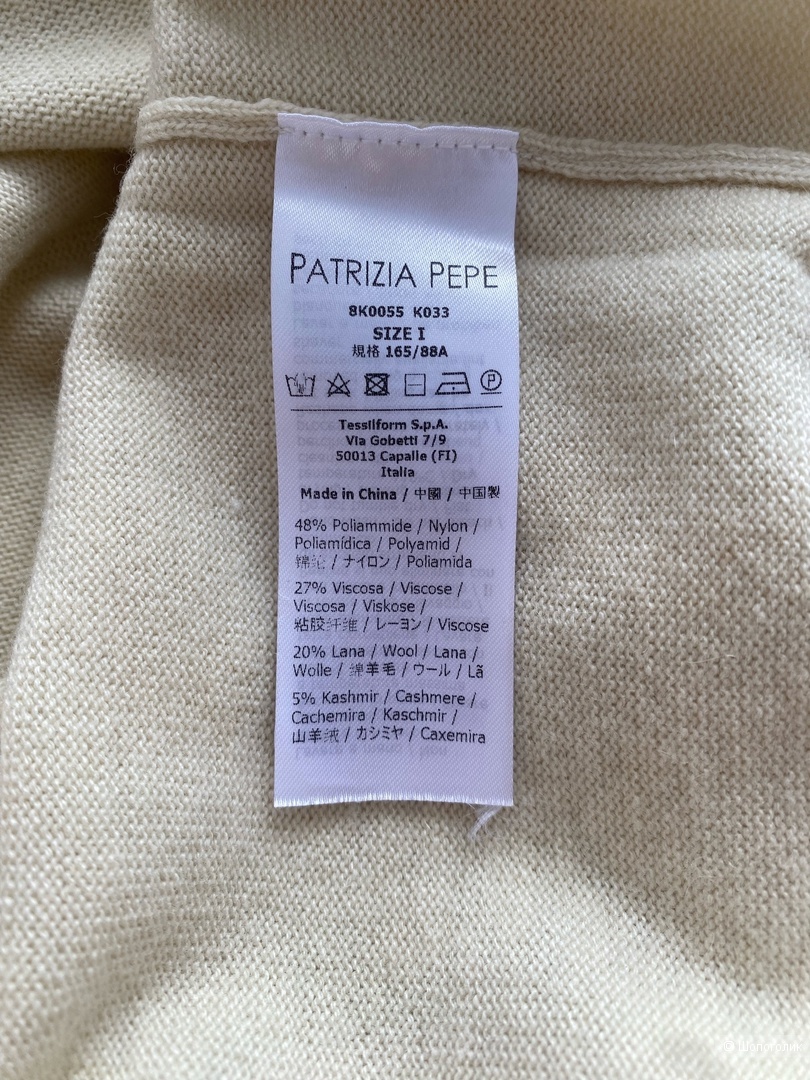 PATRIZIA PEPE
8K0055 K033
SIZE I
規格 165/88A
P
Tessilform S.p.A.
Via Gobetti 7/9
50013 Capalle (FI)
Italia
Made in China / 中國 / 中国製
48% Poliammide / Nylon /
Poliamídica / Polyamid /
锦纶 / ナイロン / Poliamida
27% Viscosa / Viscose /
Viscosa / Viskose /
粘胶纤维 / レーヨン / Viscose
20% Lana / Wool / Lana /
Wolle / 绵羊毛 / ウール / Lã
5% Kashmir / Cashmere /
Cachemira / Kaschmir /
山羊绒 / カシミヤ / Caxemira